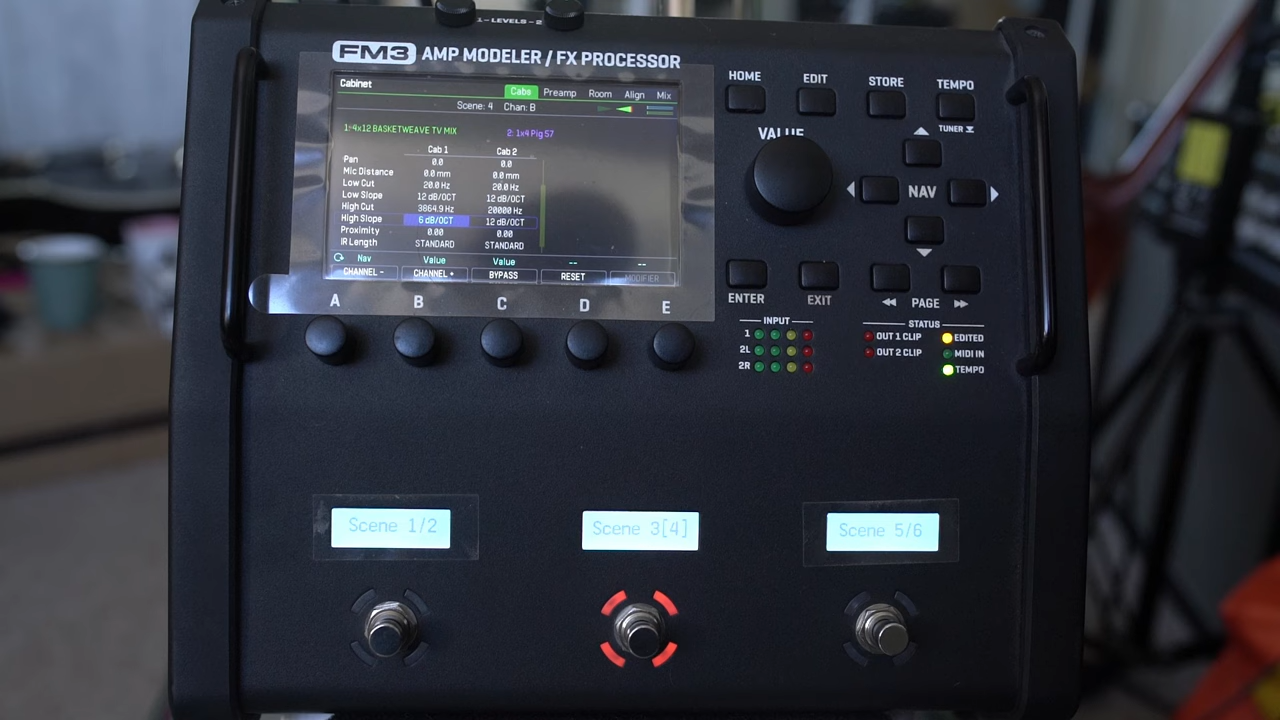 1 - LEVELS - 2
FM3 AMP MODELER / FX PROCESSOR
Cabinet
Cabs Preamp Room Align Mix
Scene: 4 Chan: B
1: 4x12 BASKETWEAVE TV MIX 2: 1x4 Pig 57
Cab 1 Cab 2
Pan 0.0 0.0
Mic Distance 0.0 mm 0.0 mm
Low Cut 20.0 Hz 20.0 Hz
Low Slope 12 dB/OCT 12 dB/OCT
High Cut 3864.9 Hz 20000 Hz
High Slope 6 dB/OCT 12 dB/OCT
Proximity 0.00 0.00
IR Length STANDARD STANDARD
Nav Value Value -- --
CHANNEL - CHANNEL + BYPASS RESET MODIFIER
A B C D E
HOME EDIT STORE TEMPO
TUNER
VALUE
NAV
ENTER EXIT PAGE
INPUT
1
2L
2R
STATUS
OUT 1 CLIP EDITED
OUT 2 CLIP MIDI IN
TEMPO
Scene 1/2 Scene 3[4] Scene 5/6